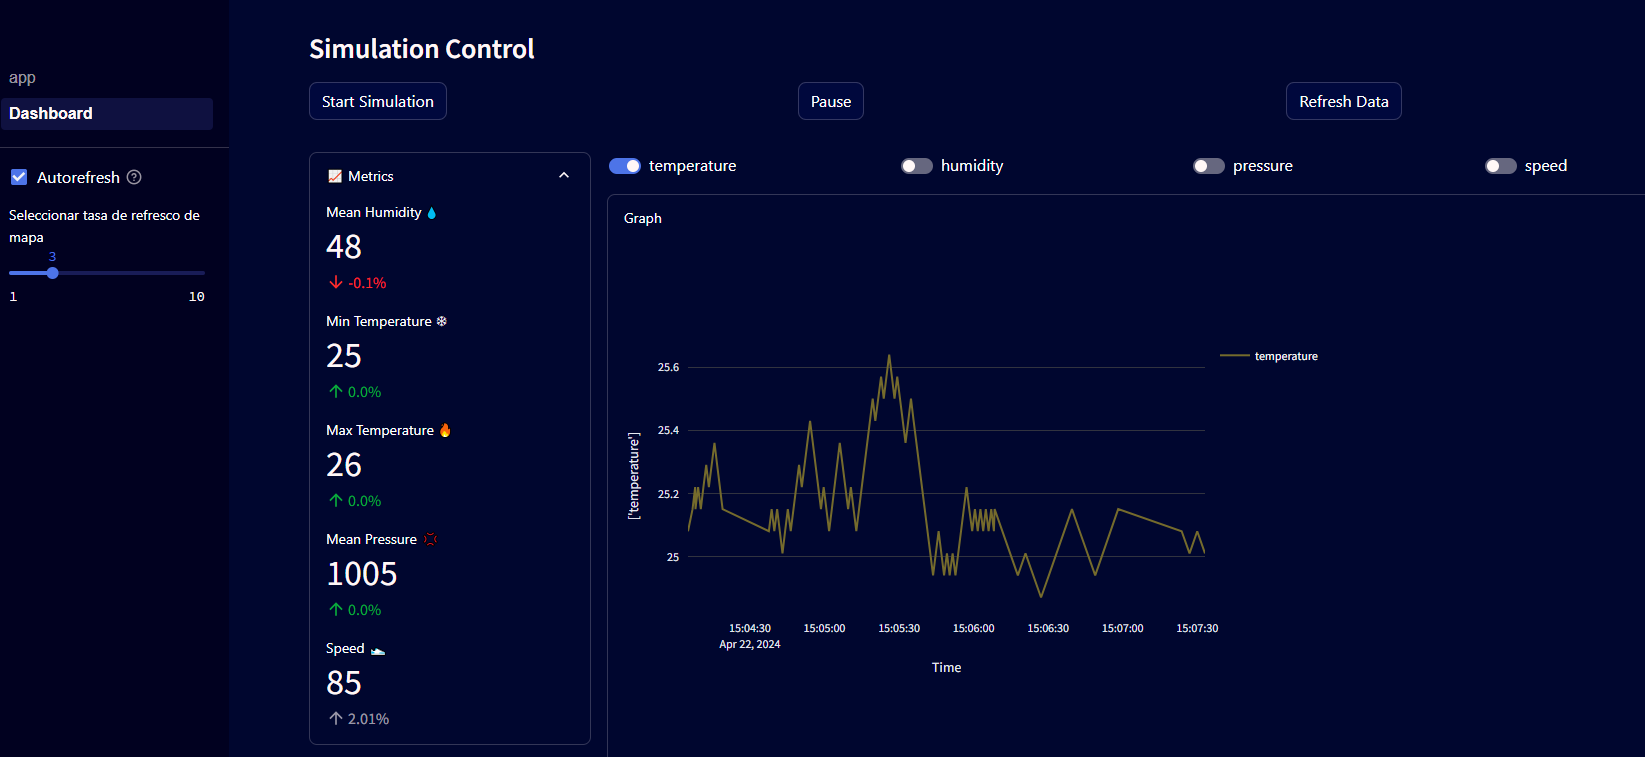 app
Dashboard
Autorefresh
Seleccionar tasa de refresco de
mapa
3
1 10
Simulation Control
Start Simulation Pause Refresh Data
📈 Metrics
Mean Humidity 💧
48
-0.1%
Min Temperature ❄
25
0.0%
Max Temperature 🔥
26
0.0%
Mean Pressure 💢
1005
0.0%
Speed
85
2.01%
temperature humidity pressure speed
Graph
temperature
['temperature']
25.6
25.4
25.2
25
15:04:30 15:05:00 15:05:30 15:06:00 15:06:30 15:07:00 15:07:30
Apr 22, 2024
Time